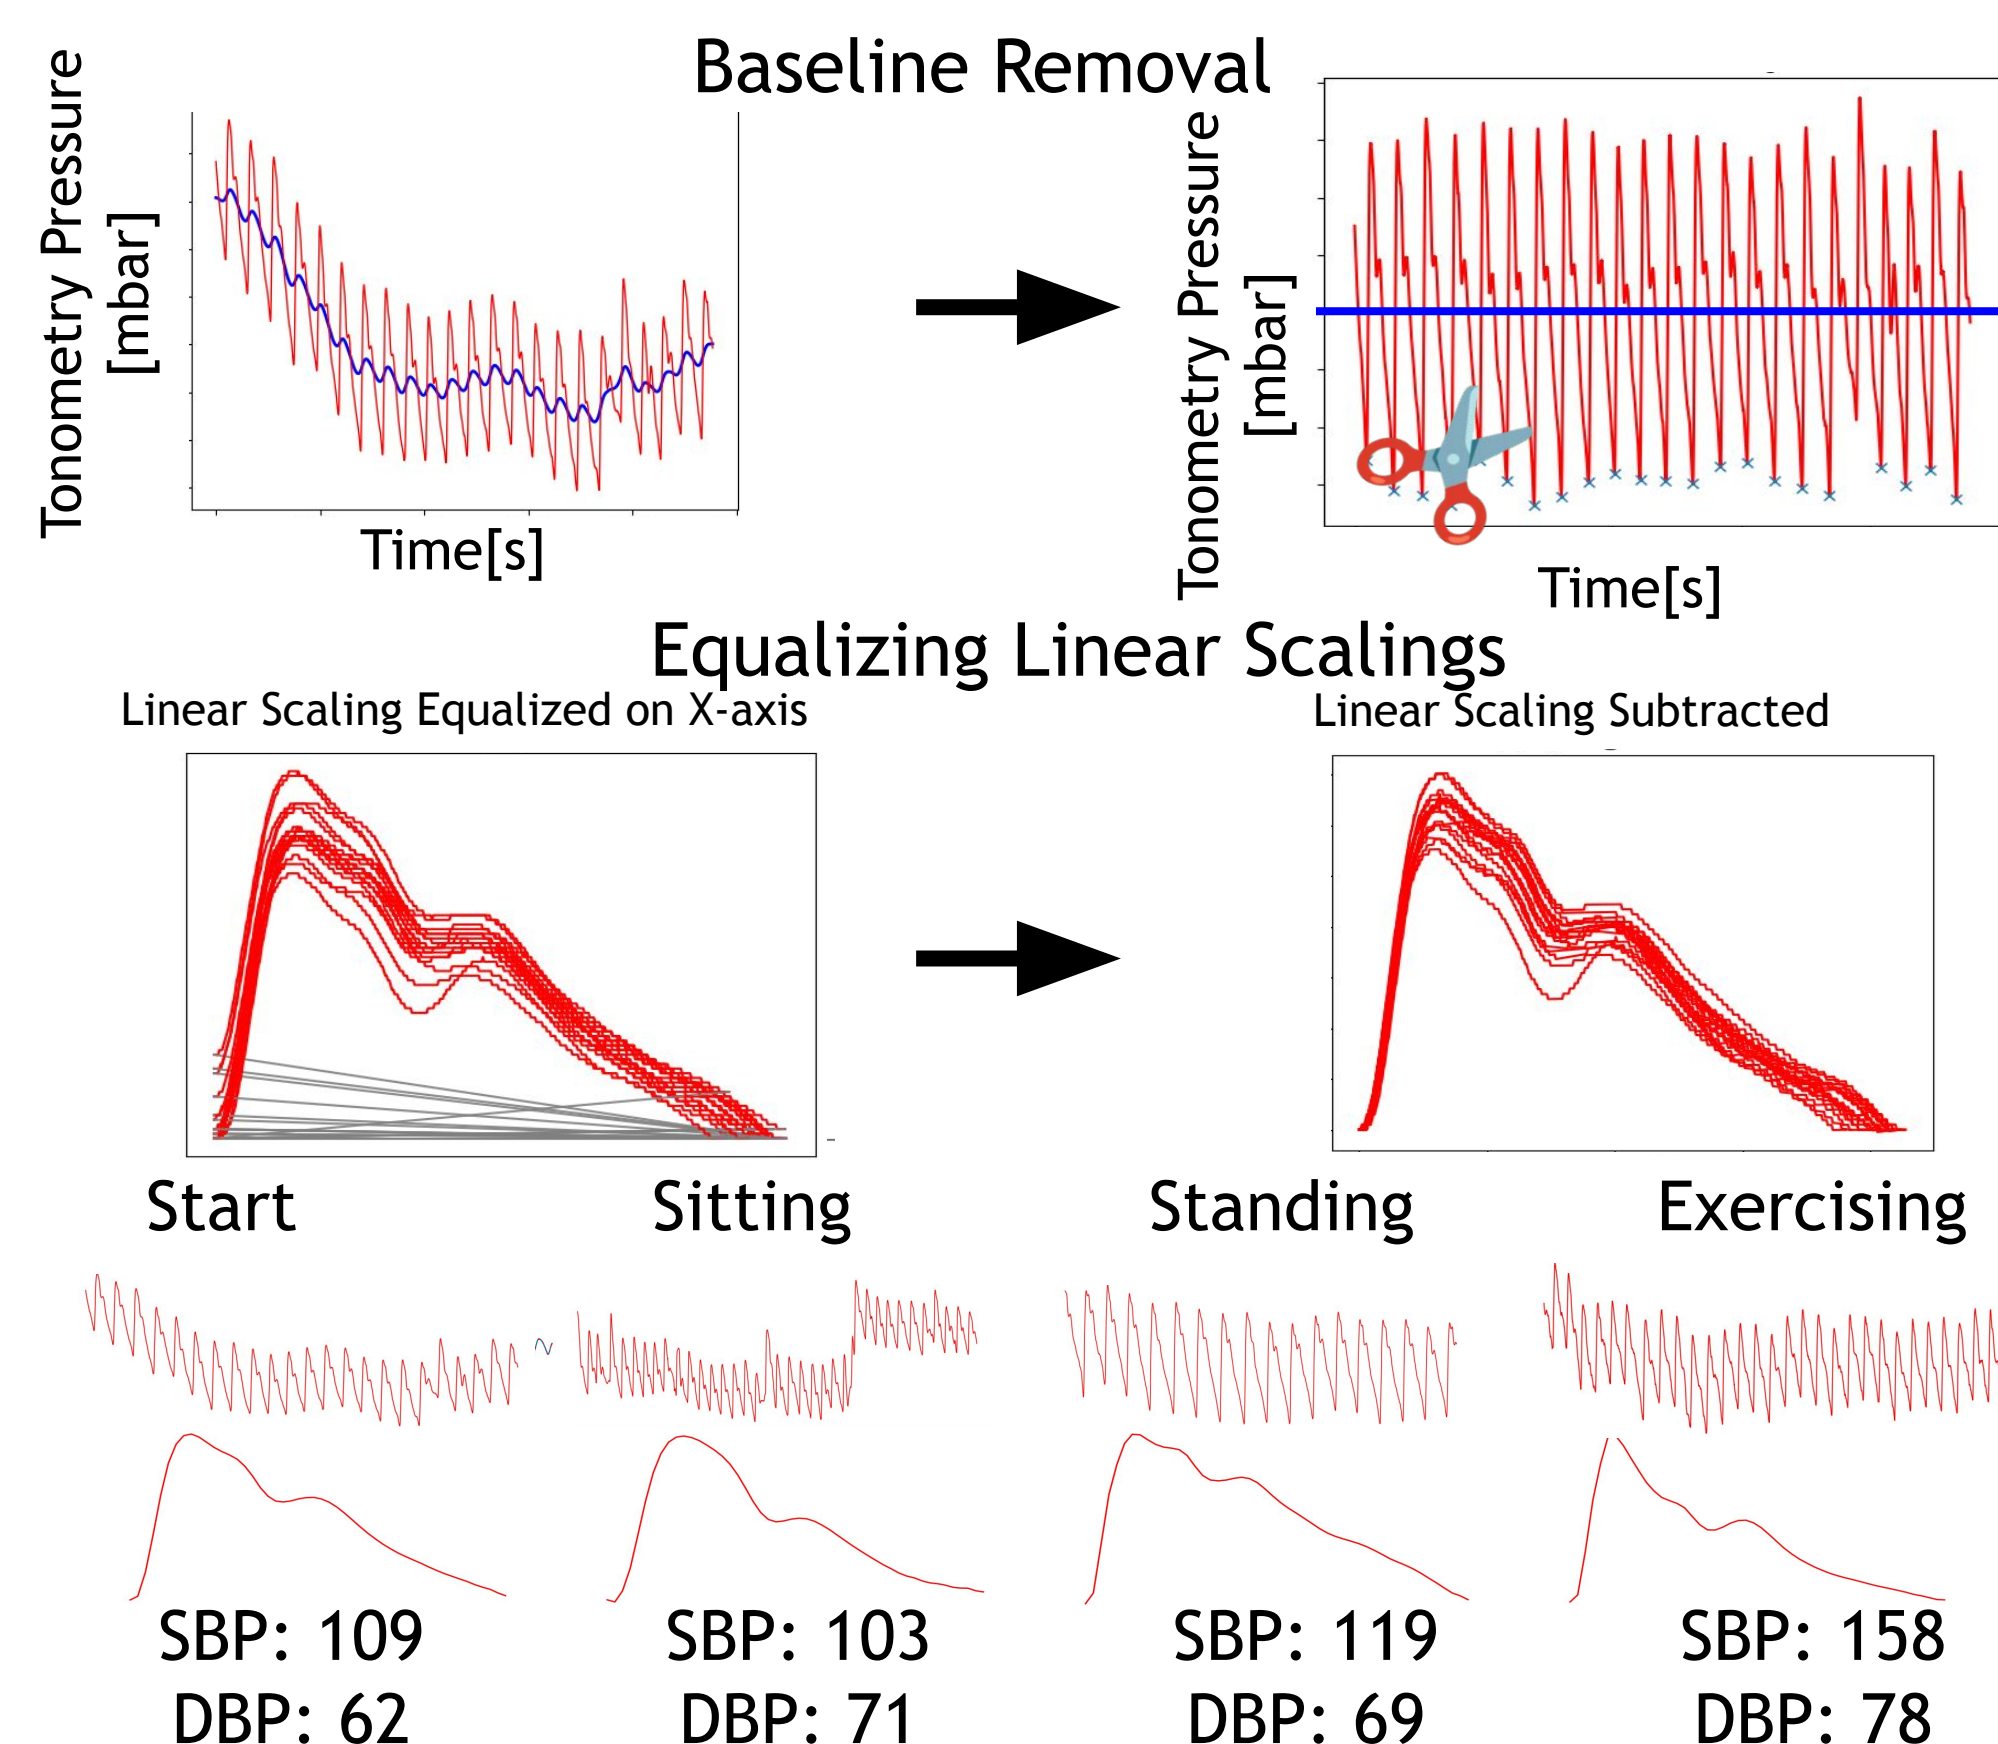 Baseline Removal
Tonometry Pressure
[mbar]
Time[s]
Tonometry Pressure
[mbar]
Time[s]
Equalizing Linear Scalings
Linear Scaling Equalized on X-axis
Linear Scaling Subtracted
Start
Sitting
Standing
Exercising
SBP: 109
DBP: 62
SBP: 103
DBP: 71
SBP: 119
DBP: 69
SBP: 158
DBP: 78